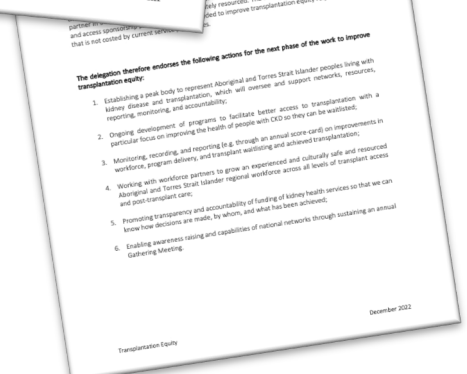 partner in
and access sponsorship
that is not costed by current
tely resourced.
ded to improve transplantation equity
The delegation therefore endorses the following actions for the next phase of the work to improve
transplantation equity:
1. Establishing a peak body to represent Aboriginal and Torres Strait Islander peoples living with
kidney disease and transplantation, which will oversee and support networks, resources,
reporting, monitoring, and accountability;
2. Ongoing development of programs to facilitate better access to transplantation with a
particular focus on improving the health of people with CKD so they can be waitlisted;
3. Monitoring, recording, and reporting (e.g. through an annual score-card) on improvements in
workforce, program delivery, and transplant waitlisting and achieved transplantation;
4. Working with workforce partners to grow an experienced and culturally safe and resourced
Aboriginal and Torres Strait Islander regional workforce across all levels of transplant access
and post-transplant care;
5. Promoting transparency and accountability of funding of kidney health services so that we can
know how decisions are made, by whom, and what has been achieved;
6. Enabling awareness raising and capabilities of national networks through sustaining an annual
Gathering Meeting.
December 2022
Transplantation Equity